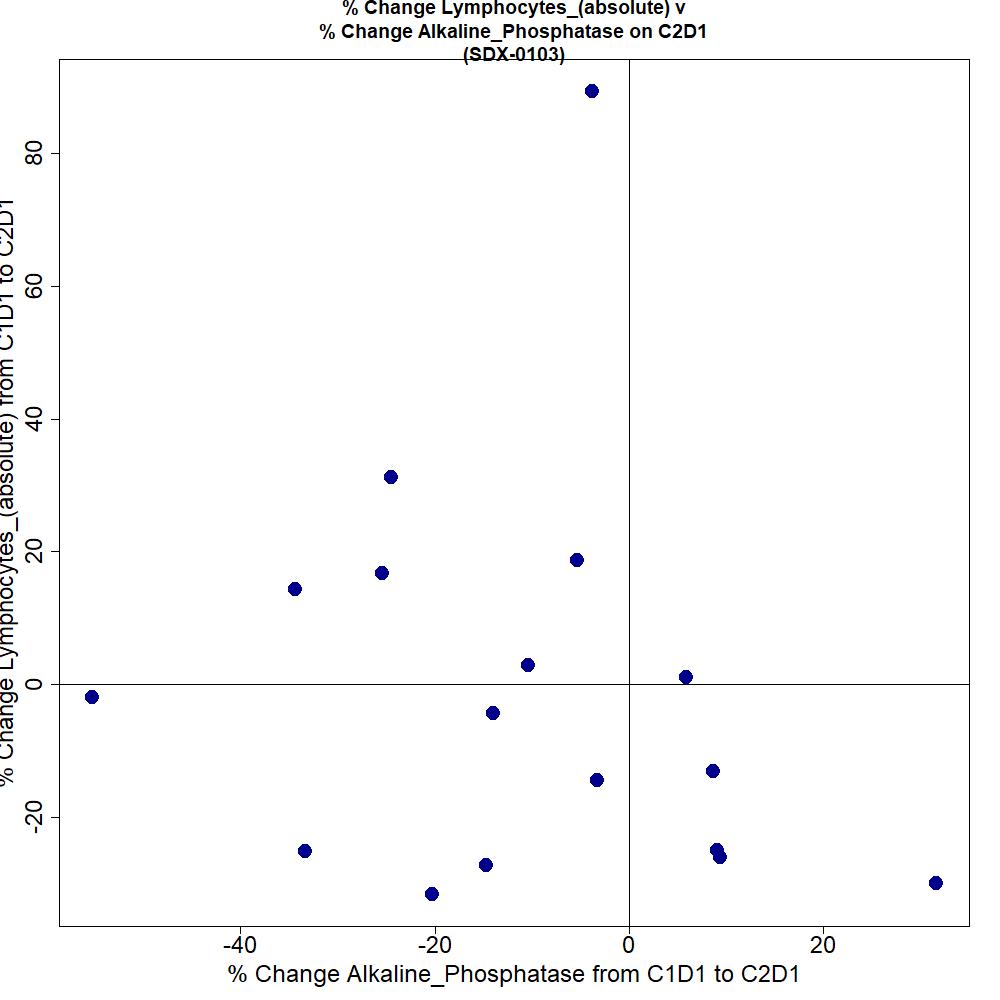 % Change Lymphocytes_(absolute) v
% Change Alkaline_Phosphatase on C2D1
(SDX-0103)
% Change Lymphocytes_(absolute) from C1D1 to C2D1
80
60
40
20
0
-20
-40
-20
0
20
% Change Alkaline_Phosphatase from C1D1 to C2D1